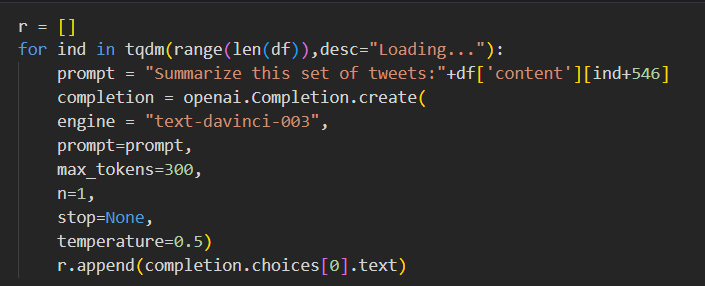 r = []
for ind in tqdm(range(len(df)),desc="Loading..."):
    prompt = "Summarize this set of tweets:"+df['content'][ind+546]
    completion = openai.Completion.create(
    engine = "text-davinci-003",
    prompt=prompt,
    max_tokens=300,
    n=1,
    stop=None,
    temperature=0.5)
    r.append(completion.choices[0].text)